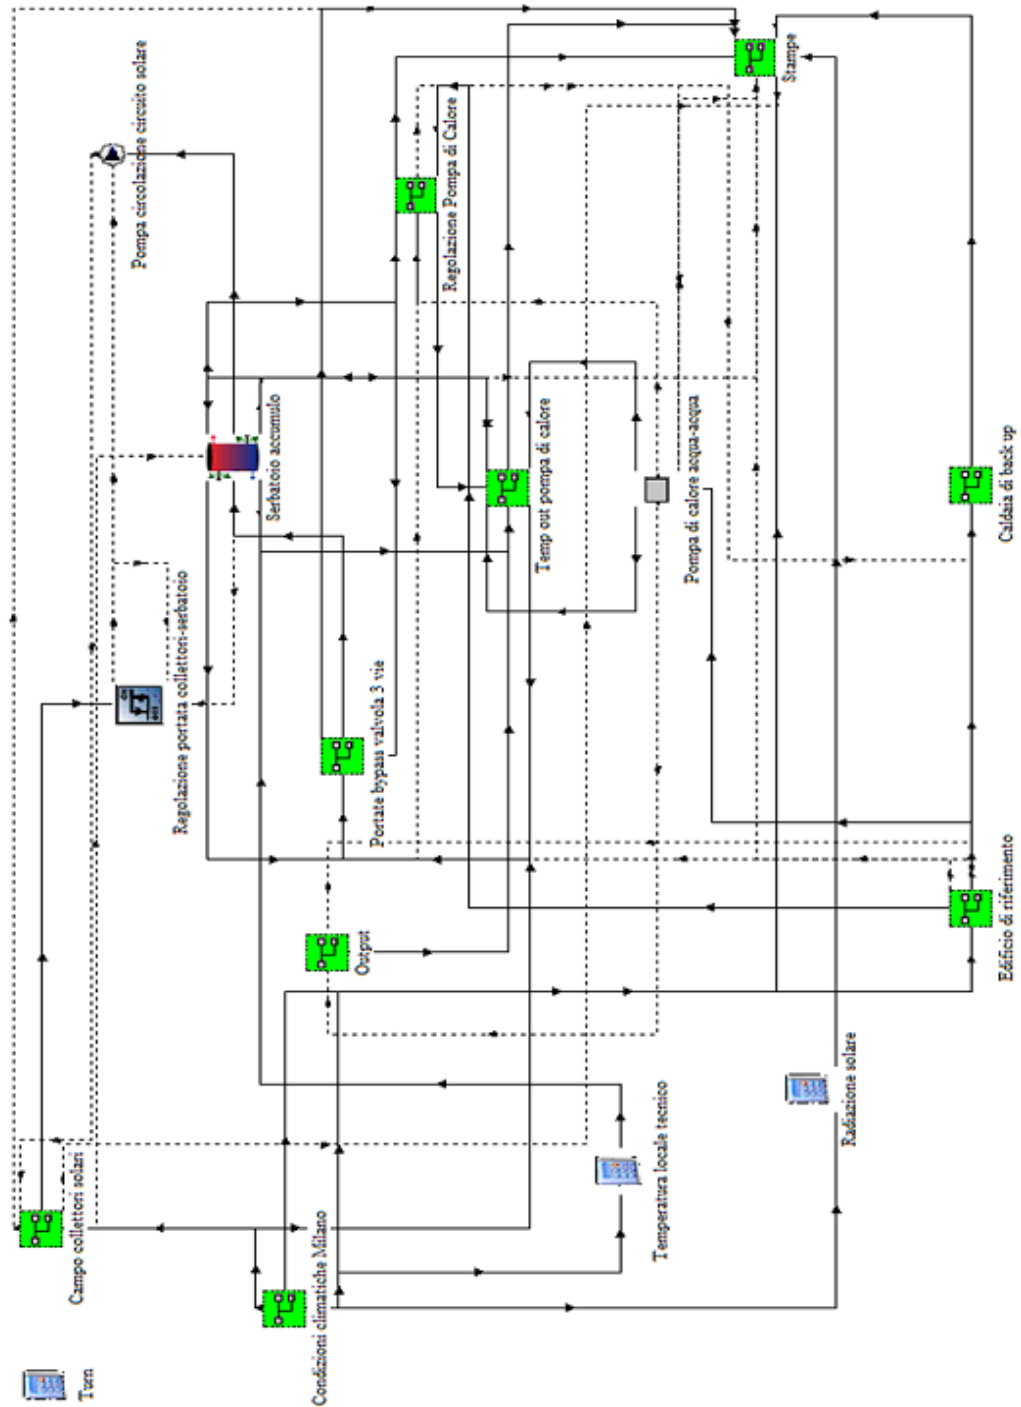 Turn
Campo collettori solari
Condizioni climatiche Milano
Temperatura locale tecnico
Radiazione solare
Output
Edificio di riferimento
Portate bypass valvola 3 vie
Regolazione portata collettori-serbatoio
Serbatoio accumulo
Temp out pompa di calore
Pompa di calore acqua-acqua
Caldaia di back up
Pompa circolazione circuito solare
Regolazione Pompa di Calore
Stampe